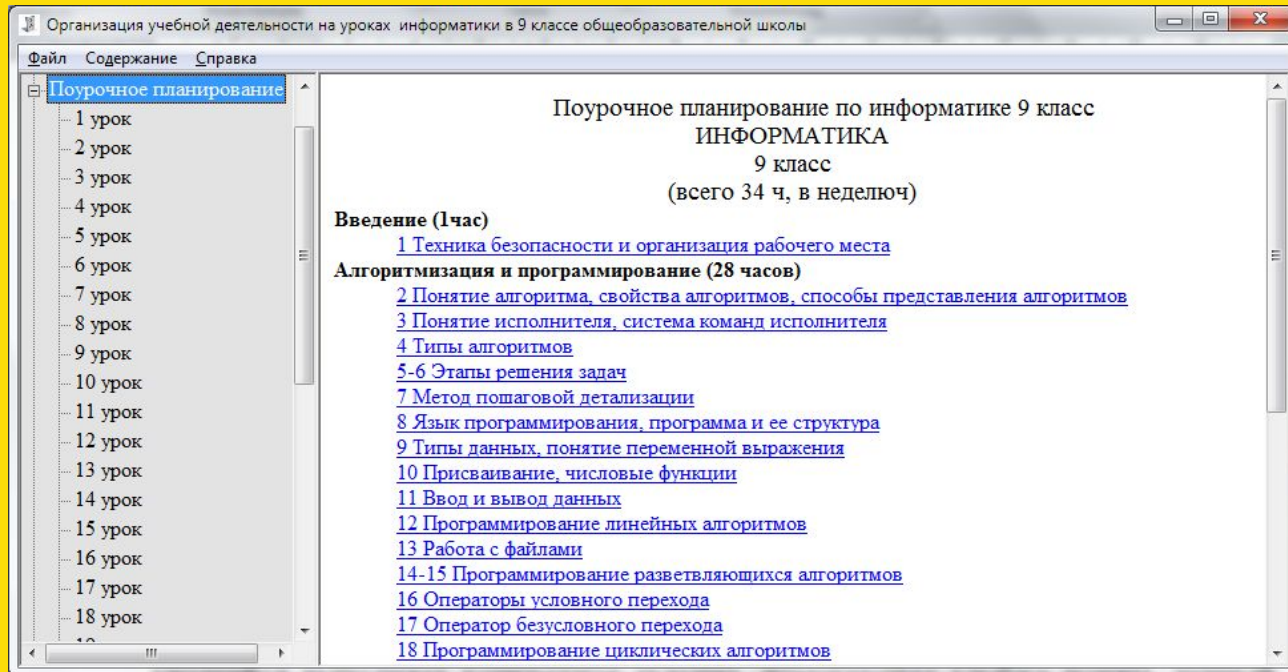 Организация учебной деятельности на уроках информатики в 9 классе общеобразовательной школы
Файл Содержание Справка
Поурочное планирование
1 урок
2 урок
3 урок
4 урок
5 урок
6 урок
7 урок
8 урок
9 урок
10 урок
11 урок
12 урок
13 урок
14 урок
15 урок
16 урок
17 урок
18 урок
Поурочное планирование по информатике 9 класс
ИНФОРМАТИКА
9 класс
(всего 34 ч, в неделюч)
Введение (1час)
1 Техника безопасности и организация рабочего места
Алгоритмизация и программирование (28 часов)
2 Понятие алгоритма, свойства алгоритмов, способы представления алгоритмов
3 Понятие исполнителя, система команд исполнителя
4 Типы алгоритмов
5-6 Этапы решения задач
7 Метод пошаговой детализации
8 Язык программирования, программа и ее структура
9 Типы данных, понятие переменной выражения
10 Присваивание, числовые функции
11 Ввод и вывод данных
12 Программирование линейных алгоритмов
13 Работа с файлами
14-15 Программирование разветвляющихся алгоритмов
16 Операторы условного перехода
17 Оператор безусловного перехода
18 Программирование циклических алгоритмов